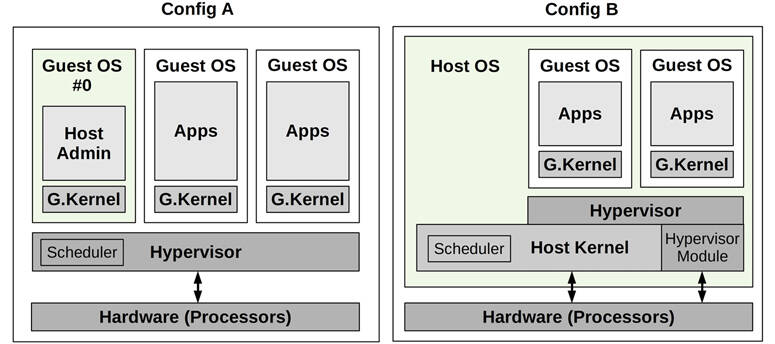 Config A
Guest OS
#0
Host
Admin
G.Kernel
Guest OS
Apps
G.Kernel
Guest OS
Apps
G.Kernel
Scheduler
Hypervisor
Hardware (Processors)
Config B
Host OS
Guest OS
Apps
G.Kernel
Guest OS
Apps
G.Kernel
Hypervisor
Scheduler
Host Kernel
Hypervisor
Module
Hardware (Processors)